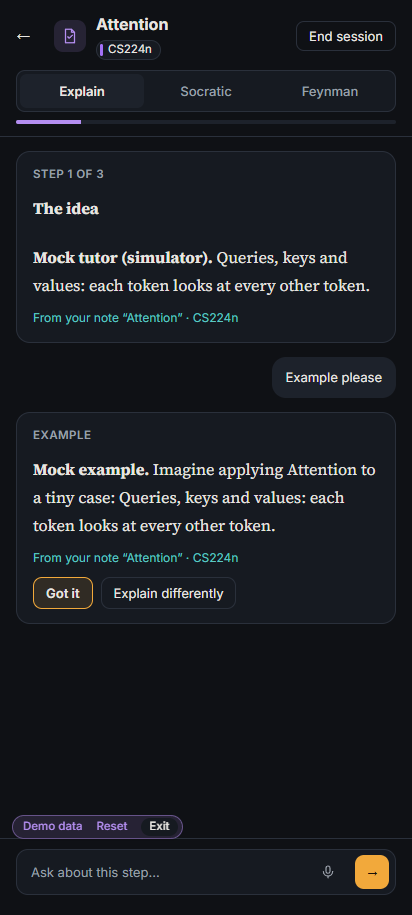 ←
Attention
CS224n
End session
Explain
Socratic
Feynman
STEP 1 OF 3
The idea
Mock tutor (simulator). Queries, keys and
values: each token looks at every other token.
From your note “Attention” · CS224n
Example please
EXAMPLE
Mock example. Imagine applying Attention to
a tiny case: Queries, keys and values: each
token looks at every other token.
From your note “Attention” · CS224n
Got it
Explain differently
Demo data
Reset
Exit
Ask about this step...
→